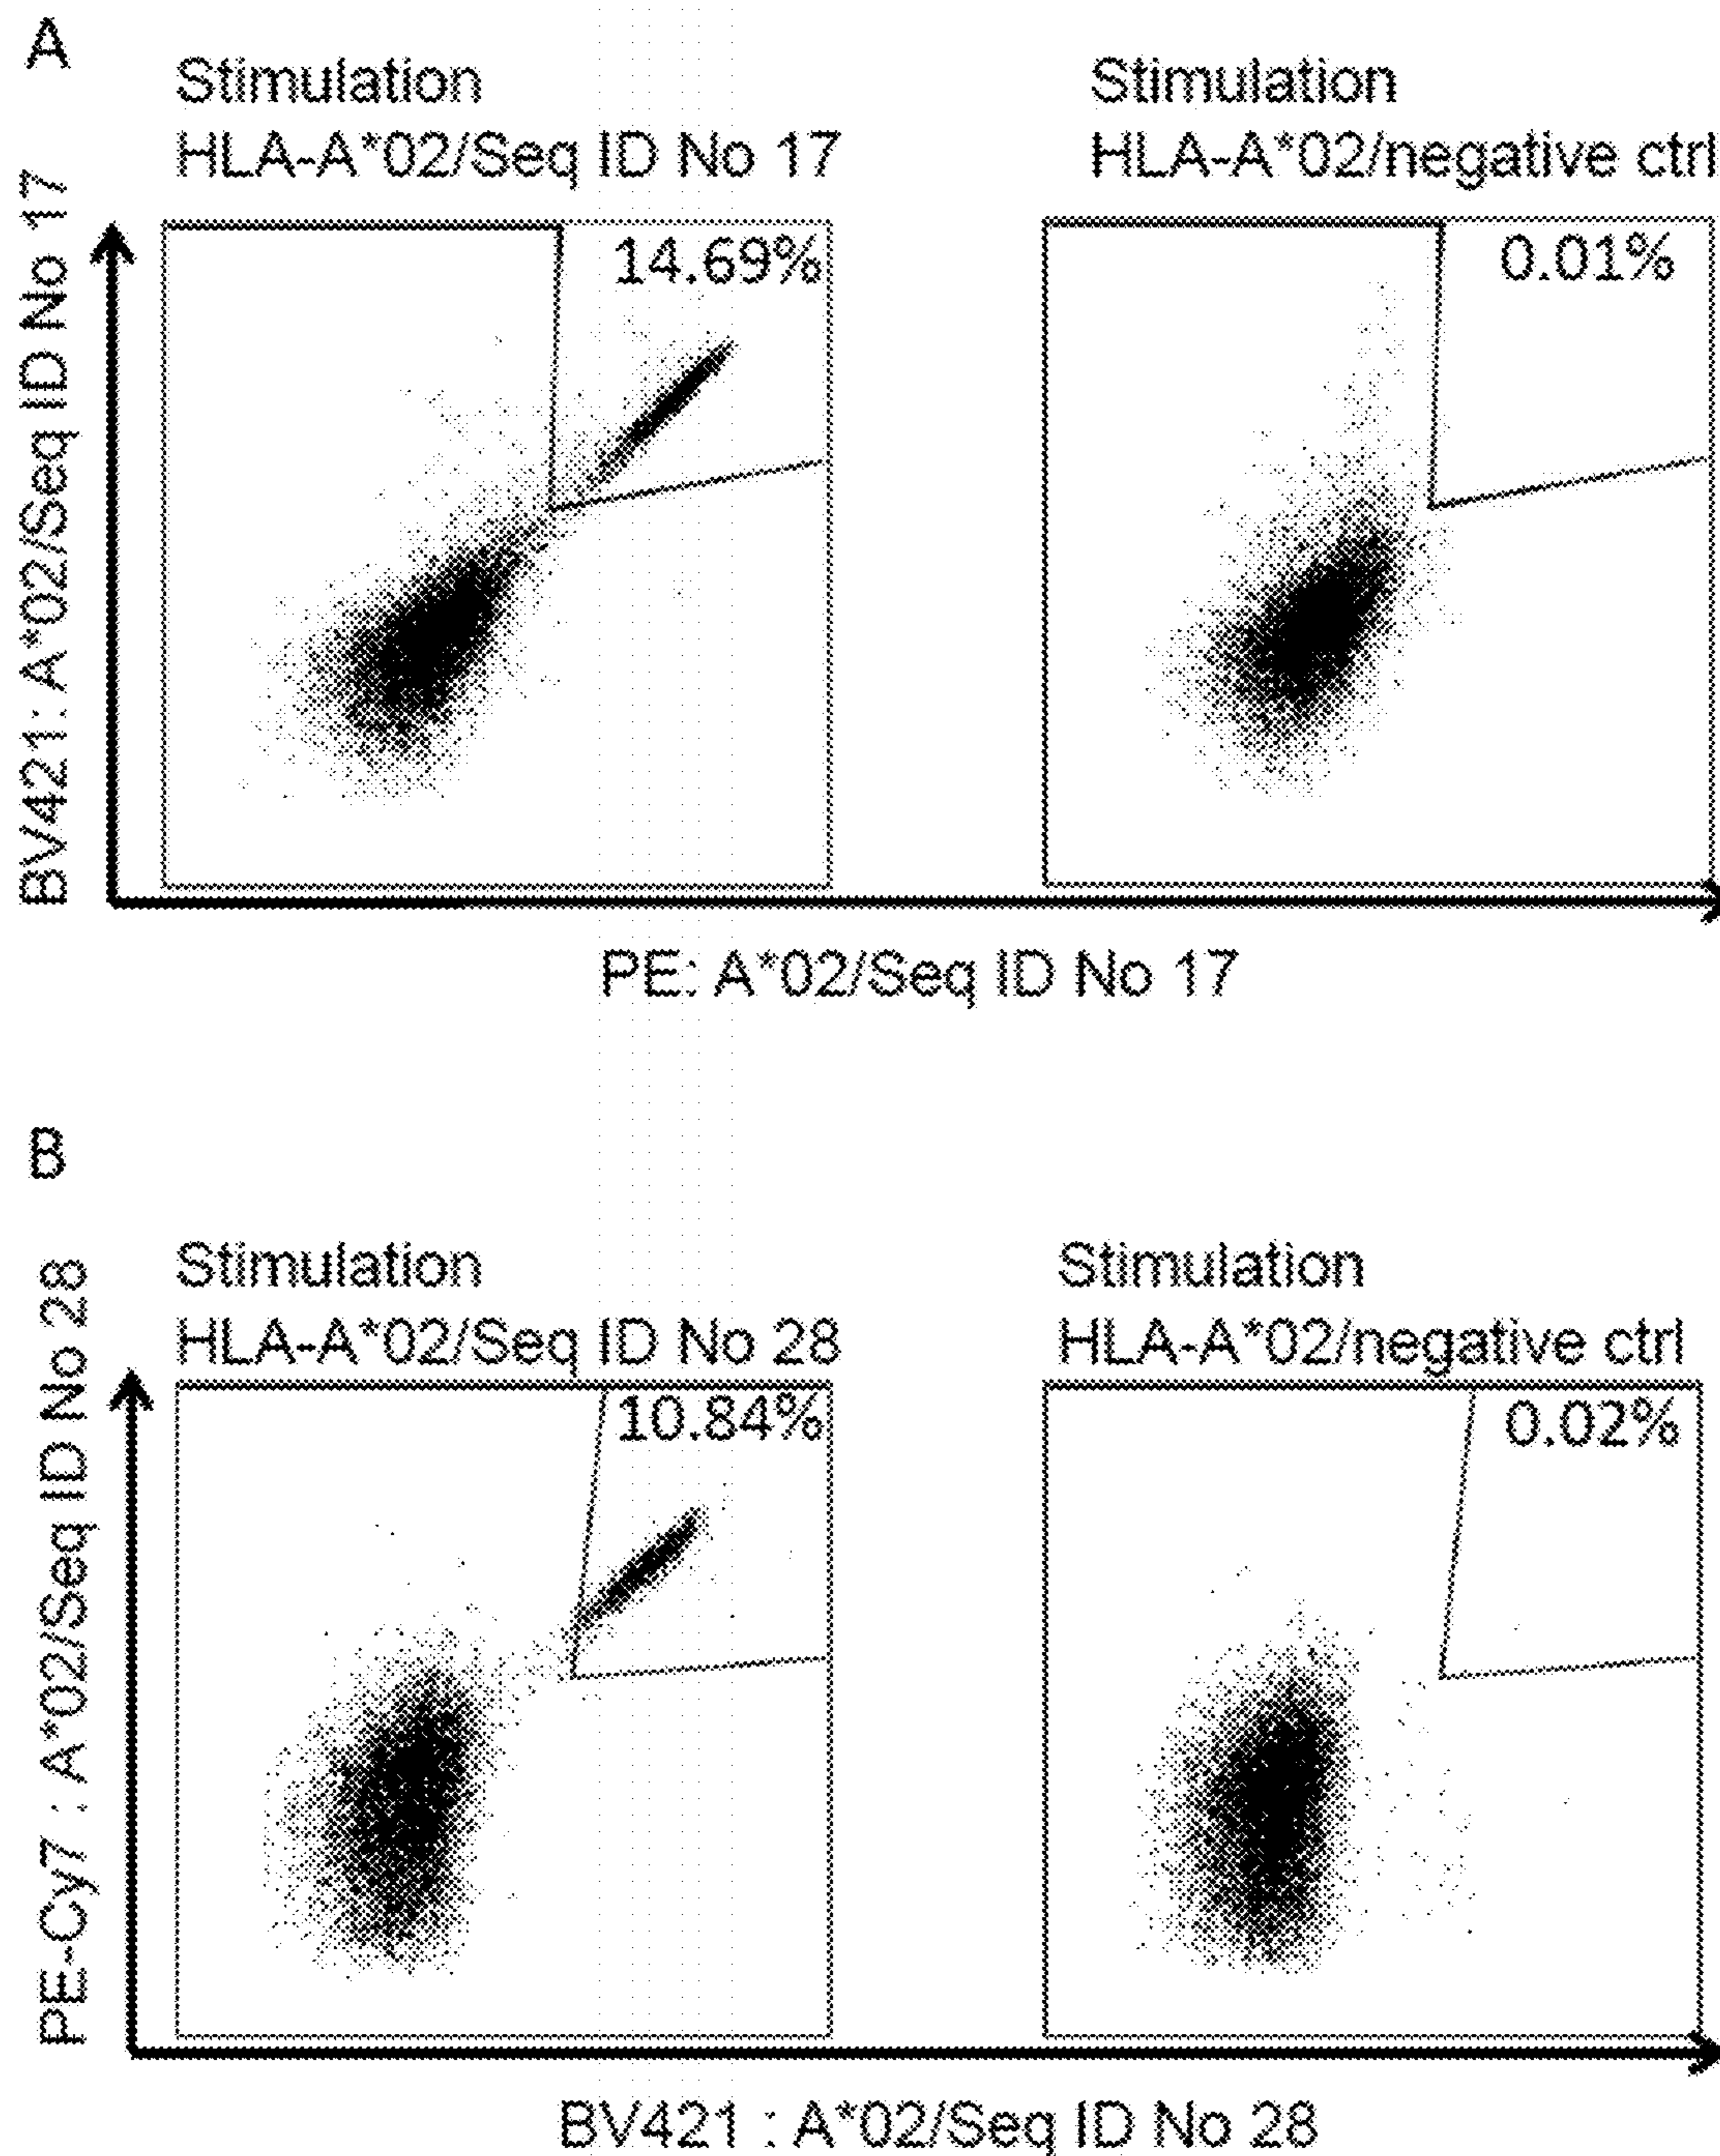 A
Stimulation
HLA-A*02/Seq ID No 17
Stimulation
HLA-A*02/negative ctrl
BV421: A*02/Seq ID No 17
14.69%
0.01%
PE: A*02/Seq ID No 17
B
Stimulation
HLA-A*02/Seq ID No 28
Stimulation
HLA-A*02/negative ctrl
PE-Cy7 : A*02/Seq ID No 28
10.84%
0.02%
BV421 : A*02/Seq ID No 28